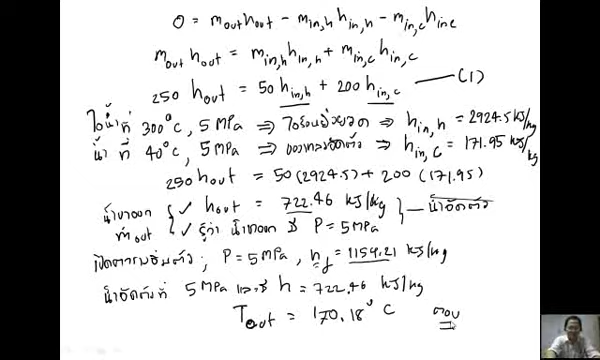 0 = m_out h_out - m_in,h h_in,h - m_in,c h_in,c
m_out h_out = m_in,h h_in,h + m_in,c h_in,c
250 h_out = 50 h_in,h + 200 h_in,c —— (1)
ไอน้ำที่ 300°C, 5 MPa ⇒ ไอร้อนยิ่งยวด ⇒ h_in,h = 2924.5 kJ/kg
น้ำ ที่ 40°C, 5 MPa ⇒ ของเหลวอัดตัว ⇒ h_in,c = 171.95 kJ/kg
250 h_out = 50 (2924.5) + 200 (171.95)
น้ำขาออก { ✓ h_out = 722.46 kJ/kg } — น้ำอัดตัว
m_out ✓ รู้ว่า น้ำออก มี P = 5 MPa
เปิดตารางอิ่มตัว ; P = 5 MPa , h_f = 1154.21 kJ/kg
น้ำอัดตัวที่ 5 MPa และมี h = 722.46 kJ/kg
T_out = 170.18° C ตอบ